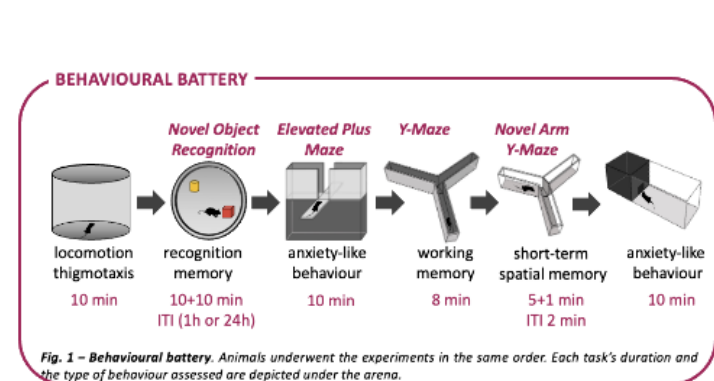 BEHAVIOURAL BATTERY
Novel Object
Recognition
Elevated Plus
Maze
Y-Maze
Novel Arm
Y-Maze
locomotion
thigmotaxis
10 min
recognition
memory
10+10 min
ITI (1h or 24h)
anxiety-like
behaviour
10 min
working
memory
8 min
short-term
spatial memory
5+1 min
ITI 2 min
anxiety-like
behaviour
10 min
Fig. 1 – Behavioural battery. Animals underwent the experiments in the same order. Each task's duration and
the type of behaviour assessed are depicted under the arena.